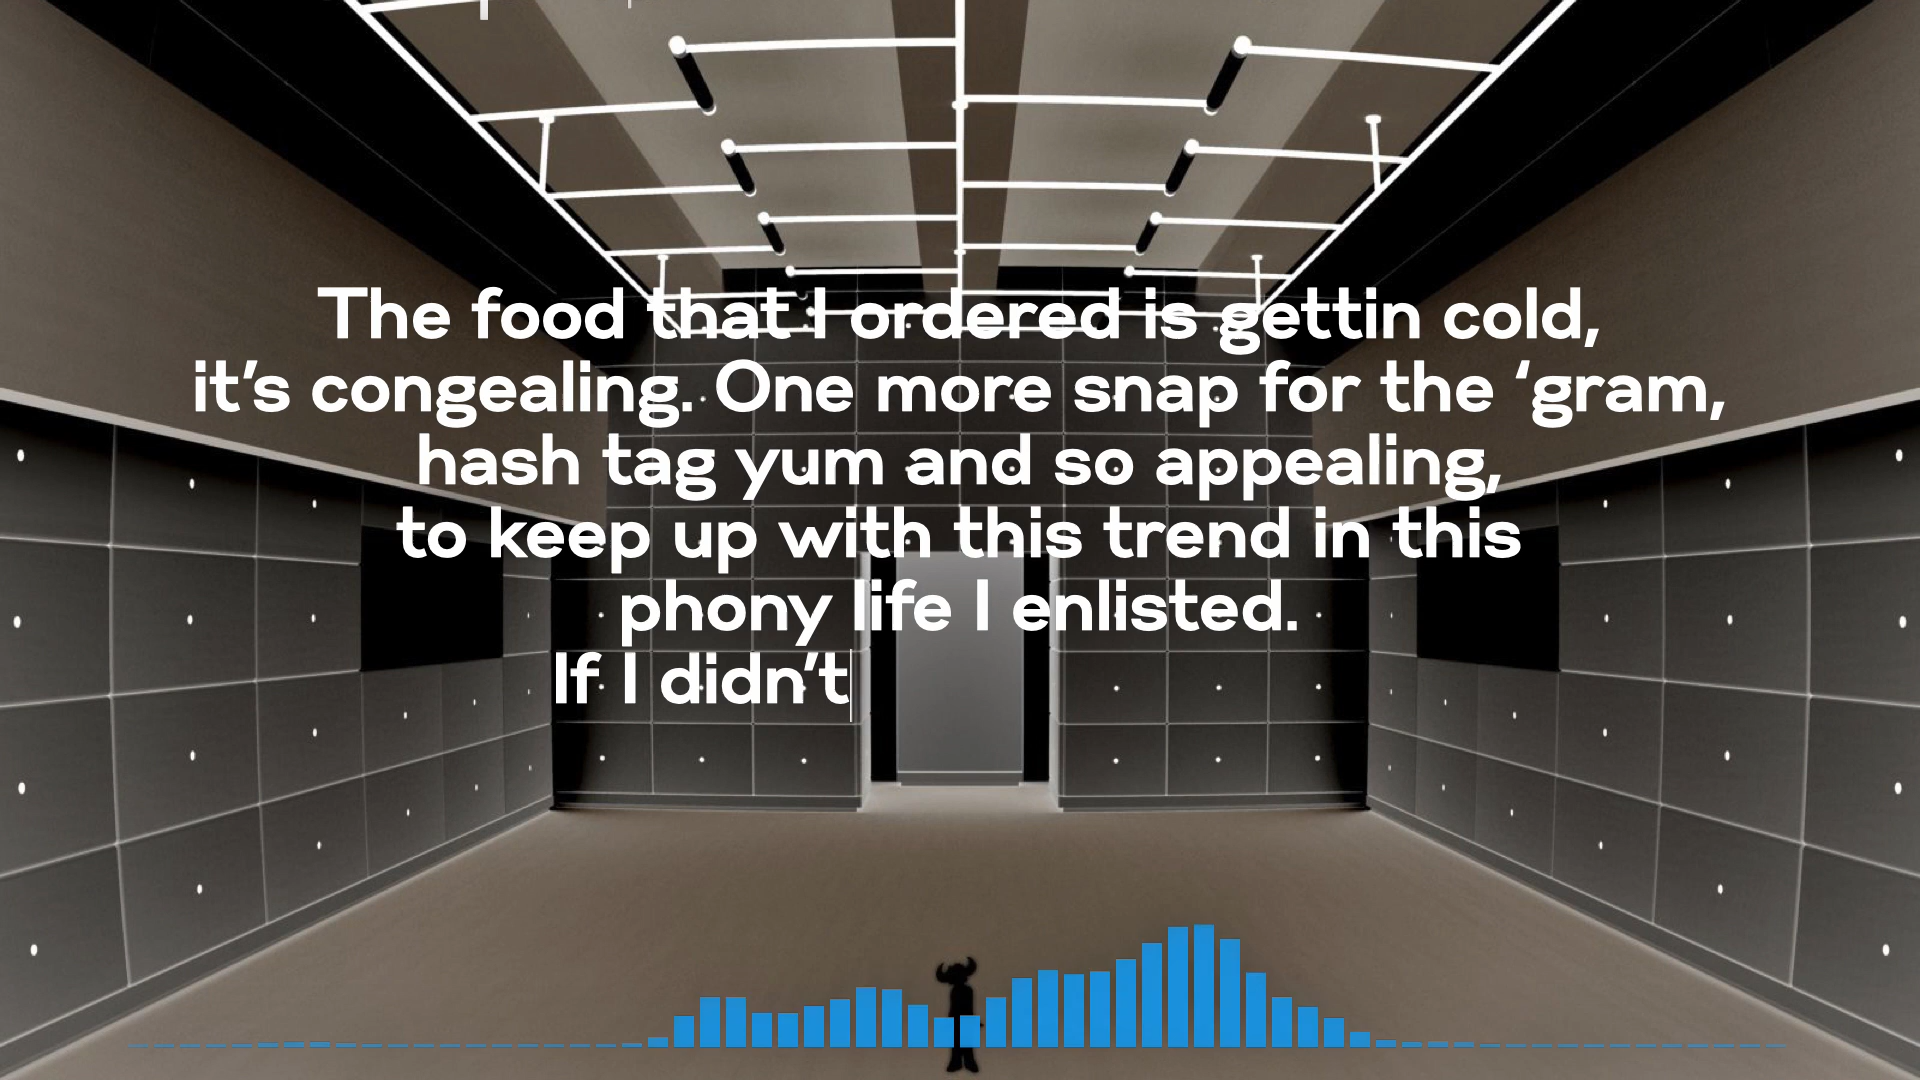 The food that I ordered is gettin cold,
it’s congealing. One more snap for the ‘gram,
hash tag yum and so appealing,
to keep up with this trend in this
phony life I enlisted.
If I didn’t